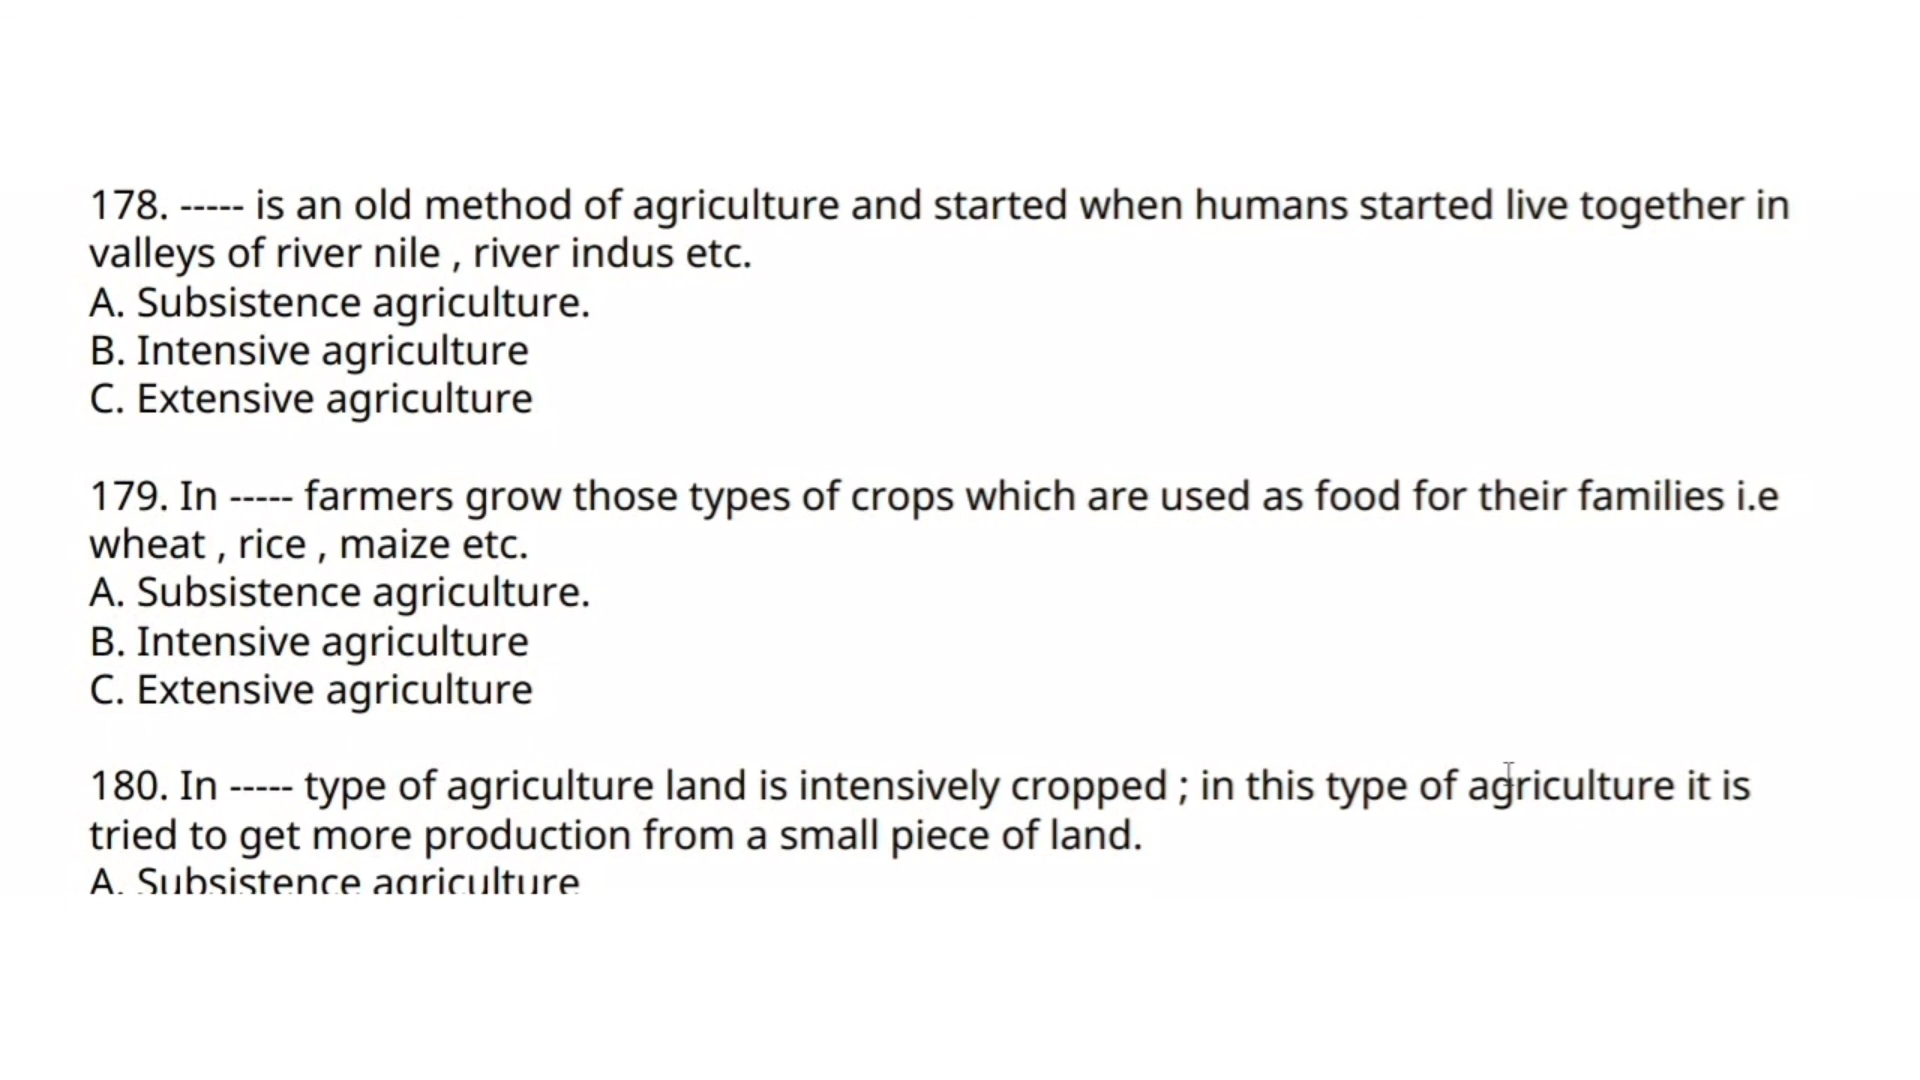 178. ----- is an old method of agriculture and started when humans started live together in
valleys of river nile , river indus etc.
A. Subsistence agriculture.
B. Intensive agriculture
C. Extensive agriculture
179. In ----- farmers grow those types of crops which are used as food for their families i.e
wheat , rice , maize etc.
A. Subsistence agriculture.
B. Intensive agriculture
C. Extensive agriculture
180. In ----- type of agriculture land is intensively cropped ; in this type of agriculture it is
tried to get more production from a small piece of land.
A. Subsistence agriculture